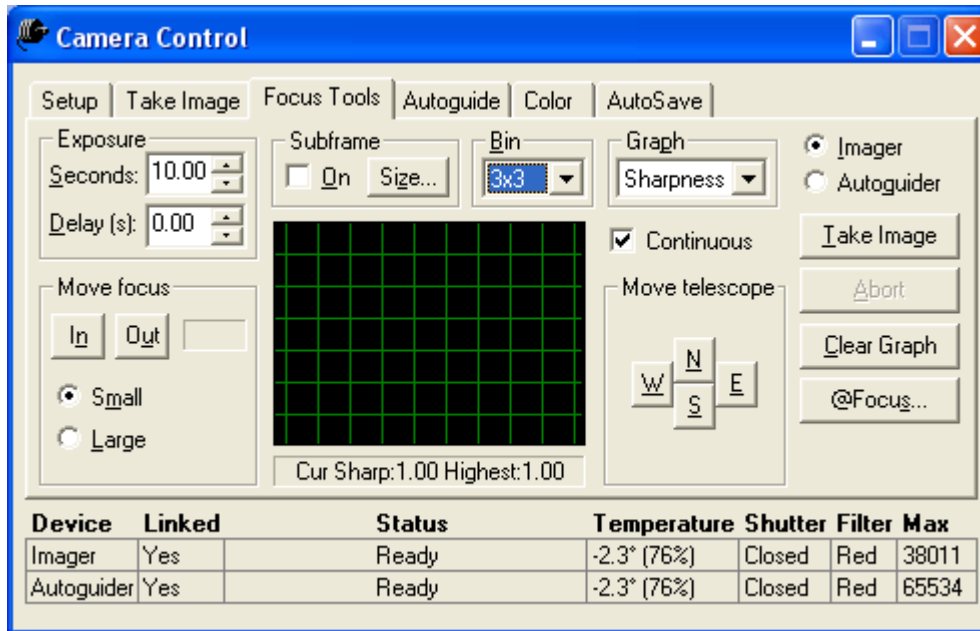 Camera Control
Setup Take Image Focus Tools Autoguide Color AutoSave
Exposure
Seconds: 10.00
Delay (s): 0.00
Subframe
On Size...
Bin
3x3
Graph
Sharpness
Imager
Autoguider
Continuous
Take Image
Abort
Clear Graph
@Focus...
Move focus
In Out
Small
Large
Move telescope
N
W E
S
Cur Sharp:1.00 Highest:1.00
Device Linked Status Temperature Shutter Filter Max
Imager Yes Ready -2.3° (76%) Closed Red 38011
Autoguider Yes Ready -2.3° (76%) Closed Red 65534